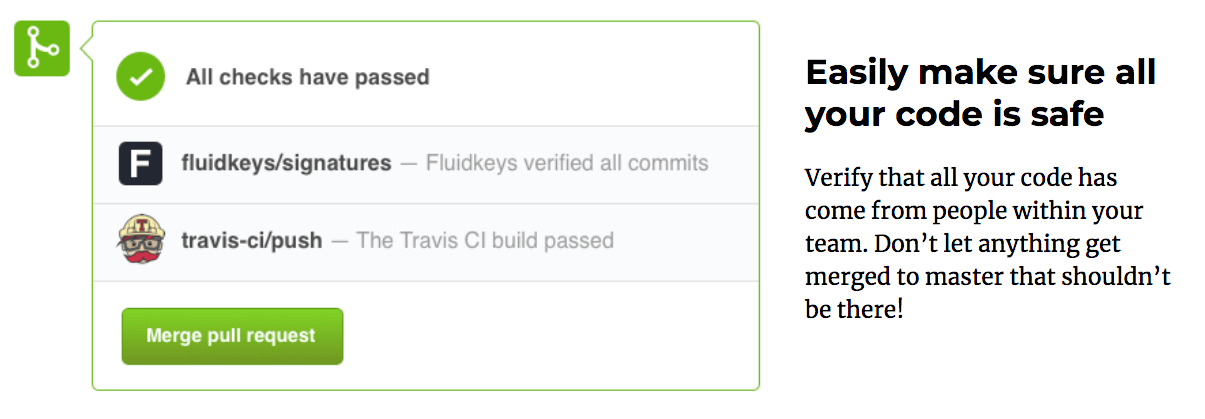 All checks have passed
F
fluidkeys/signatures — Fluidkeys verified all commits
T
travis-ci/push — The Travis CI build passed
Merge pull request
Easily make sure all
your code is safe
Verify that all your code has
come from people within your
team. Don’t let anything get
merged to master that shouldn’t
be there!